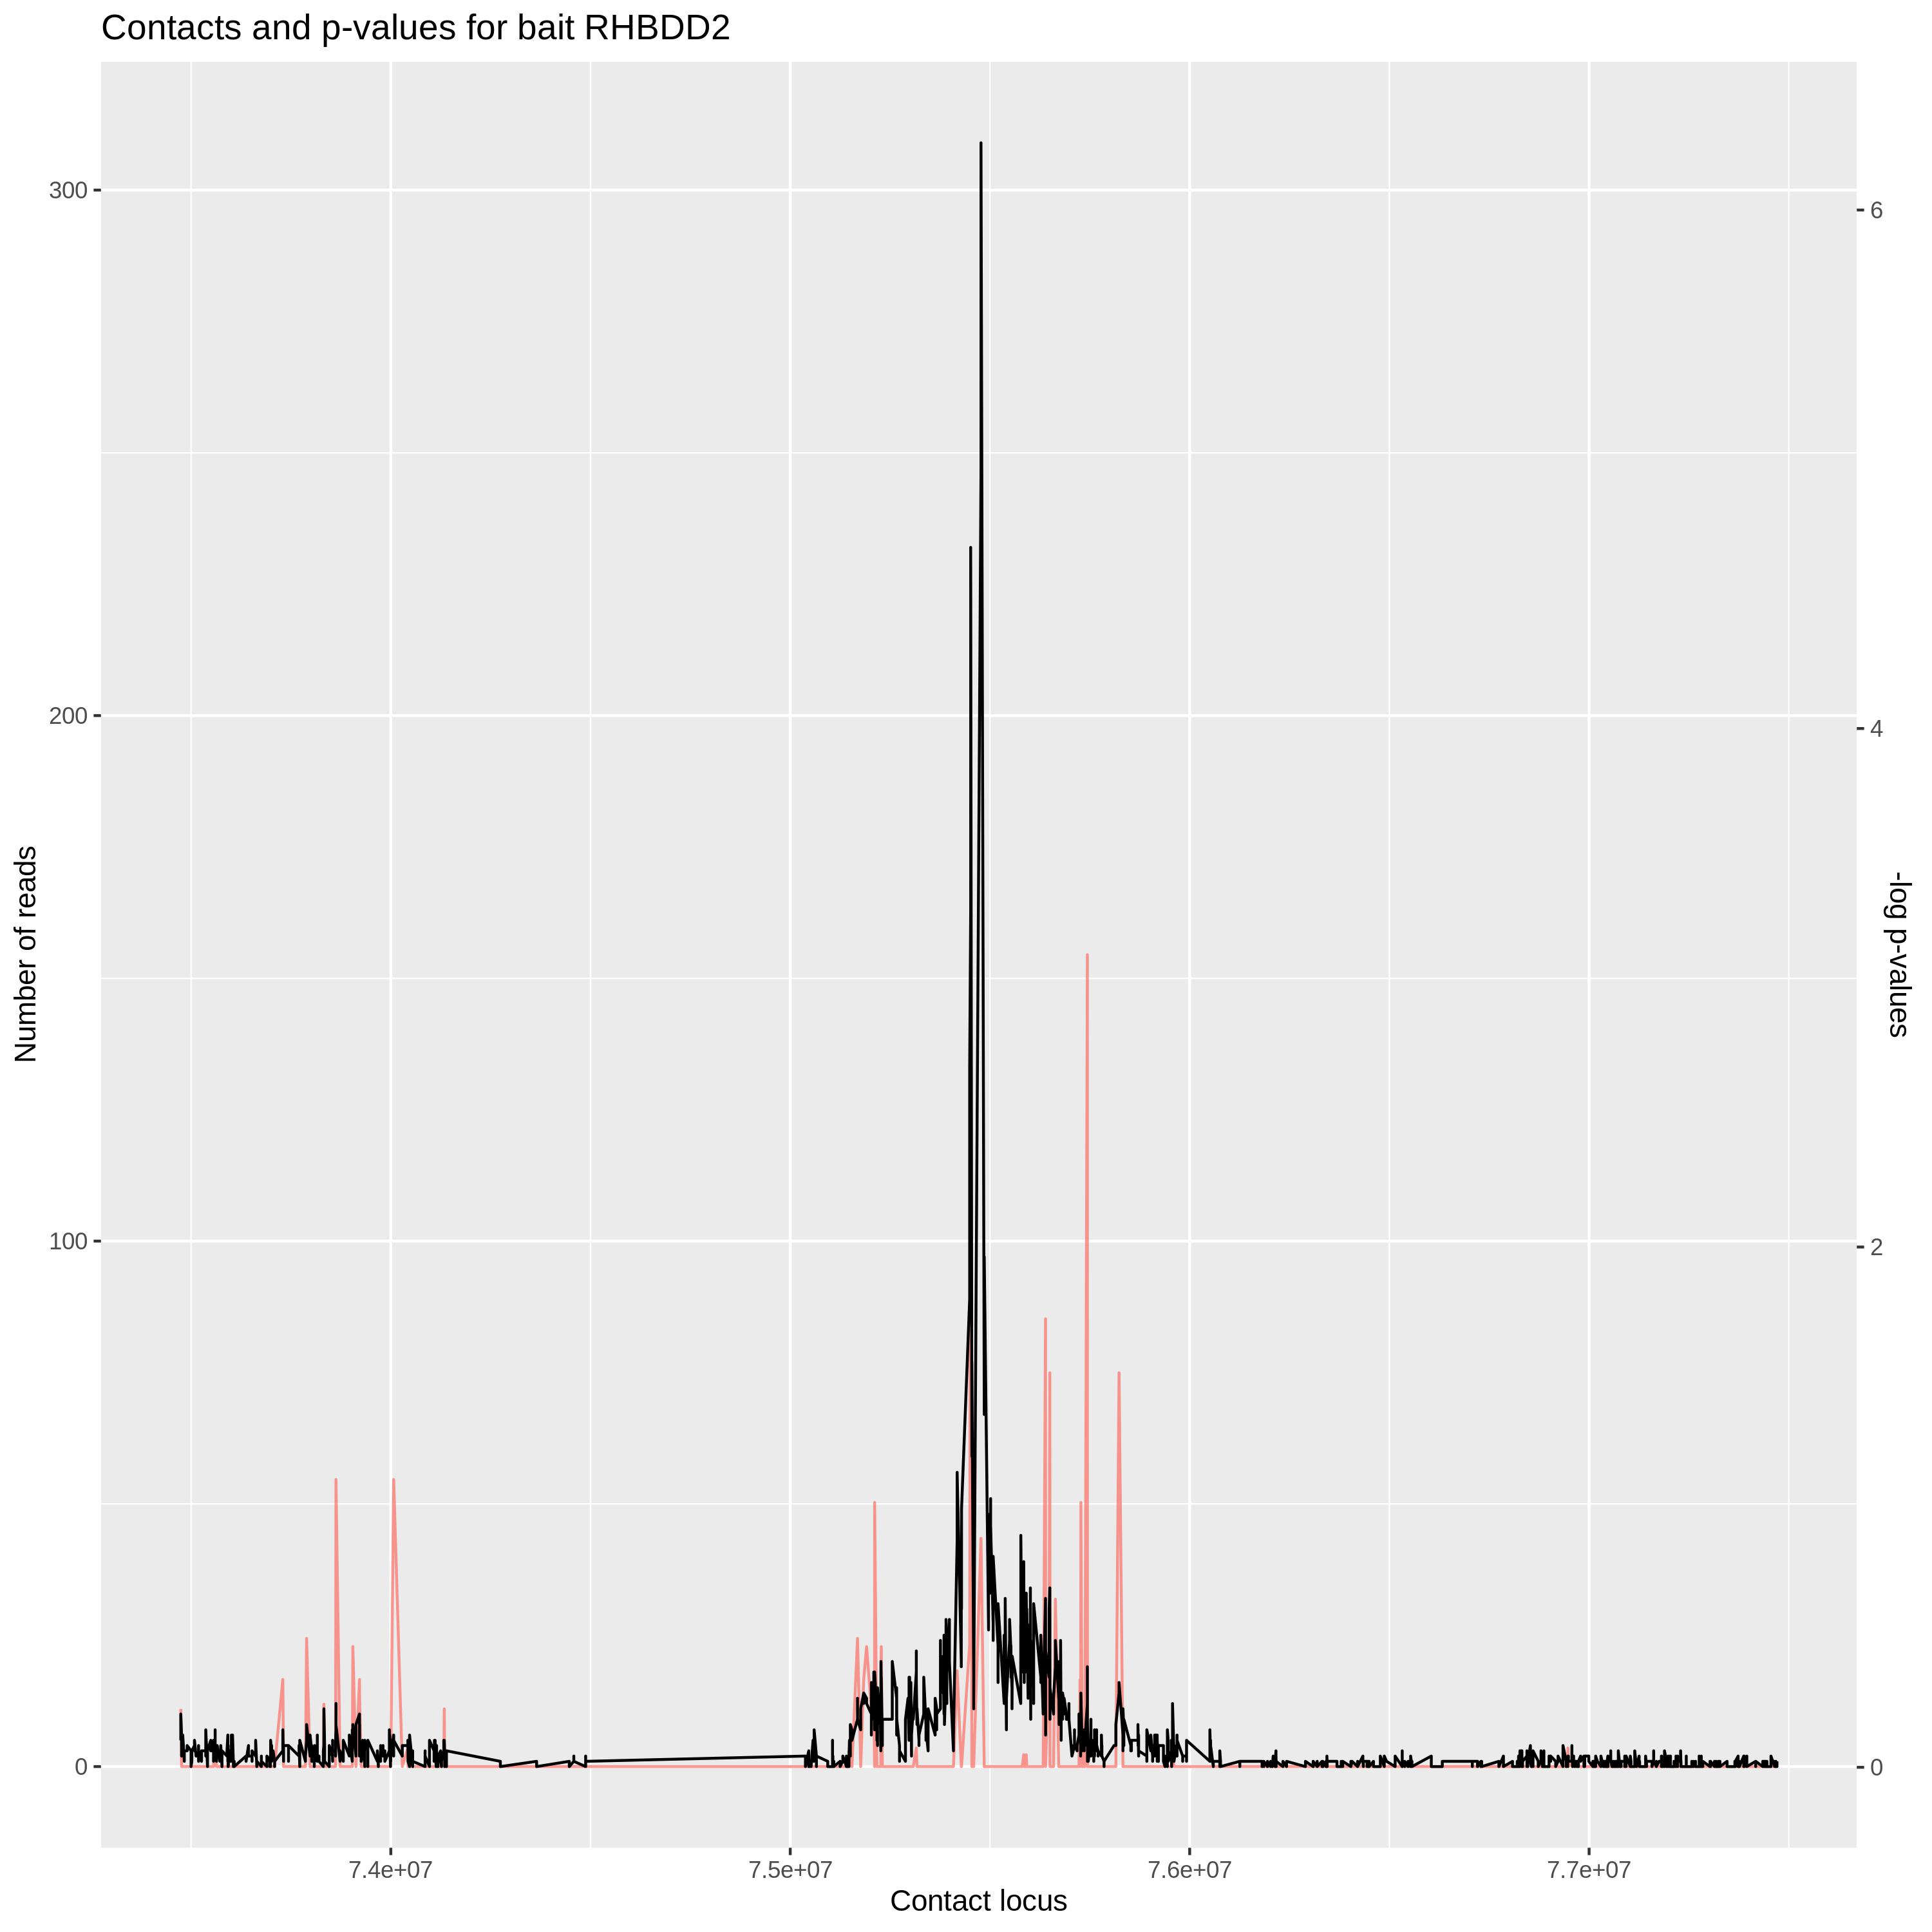 Contacts and p-values for bait RHBDD2
300
200
100
0
Number of reads
6
4
2
0
-log p-values
7.4e+07 7.5e+07 7.6e+07 7.7e+07
Contact locus